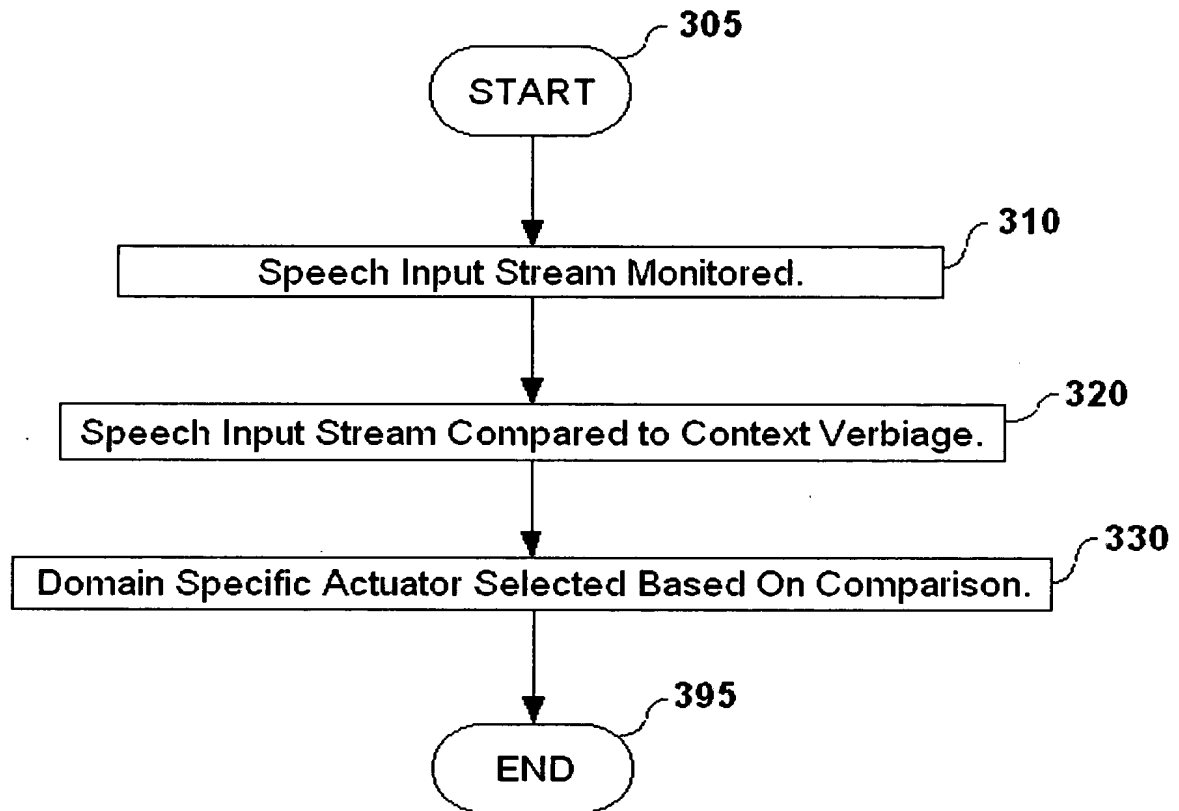 305
START
310
Speech Input Stream Monitored.
320
Speech Input Stream Compared to Context Verbiage.
330
Domain Specific Actuator Selected Based On Comparison.
395
END